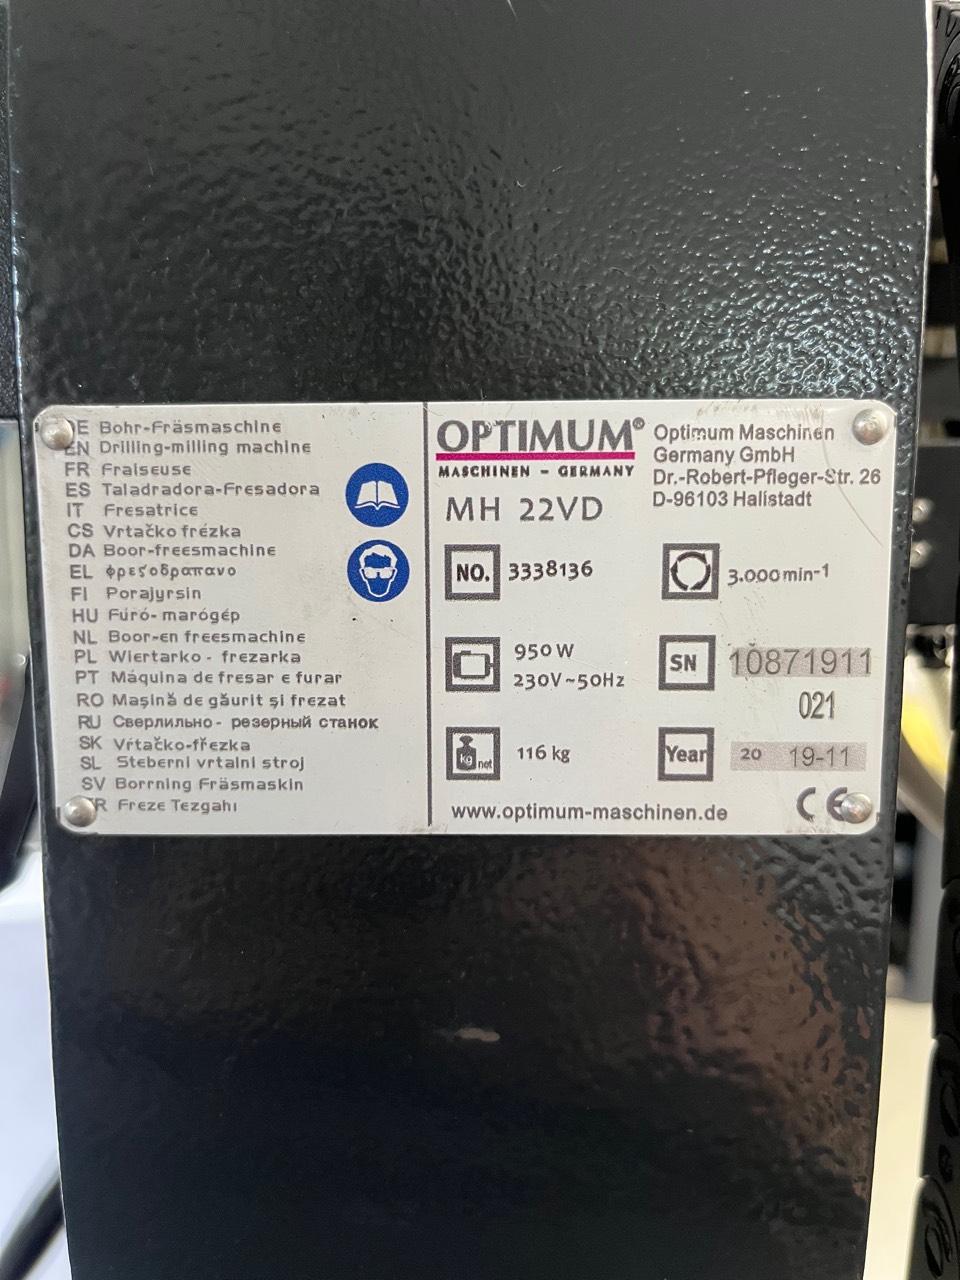 E Bohr-Fräsmaschine
EN Drilling-milling machine
FR Fraiseuse
ES Taladradora-Fresadora
IT Fresatrice
CS Vrtačko frézka
DA Boor-freesmachine
EL φρεζοδραπανο
FI Porajyrsin
HU Fúró- marógép
NL Boor-en freesmachine
PL Wiertarko - frezarka
PT Máquina de fresar e furar
RO Maşină de găurit şi frezat
RU Сверлильно - резерный станок
SK Vŕtačko-frezka
SL Steberni vrtalni stroj
SV Borrning Fräsmaskin
R Freze Tezgahı
OPTIMUM®
MASCHINEN - GERMANY
Optimum Maschinen
Germany GmbH
Dr.-Robert-Pfleger-Str. 26
D-96103 Hallstadt
MH 22VD
NO. 3338136
3.000min-1
950 W
230V ~50Hz
SN 10871911
021
kg net 116 kg
Year 20 19-11
www.optimum-maschinen.de
CE